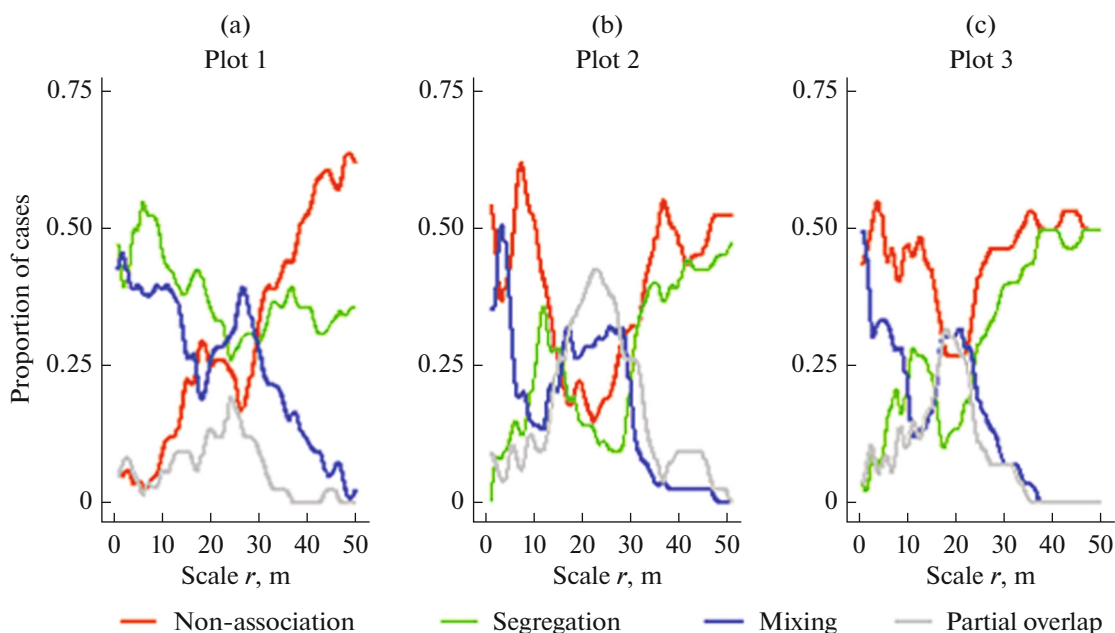 (a)
Plot 1
(b)
Plot 2
(c)
Plot 3
Proportion of cases
0.75
0.50
0.25
0
0.75
0.50
0.25
0
0.75
0.50
0.25
0
0 10 20 30 40 50
0 10 20 30 40 50
0 10 20 30 40 50
Scale r, m
Scale r, m
Scale r, m
Non-association
Segregation
Mixing
Partial overlap